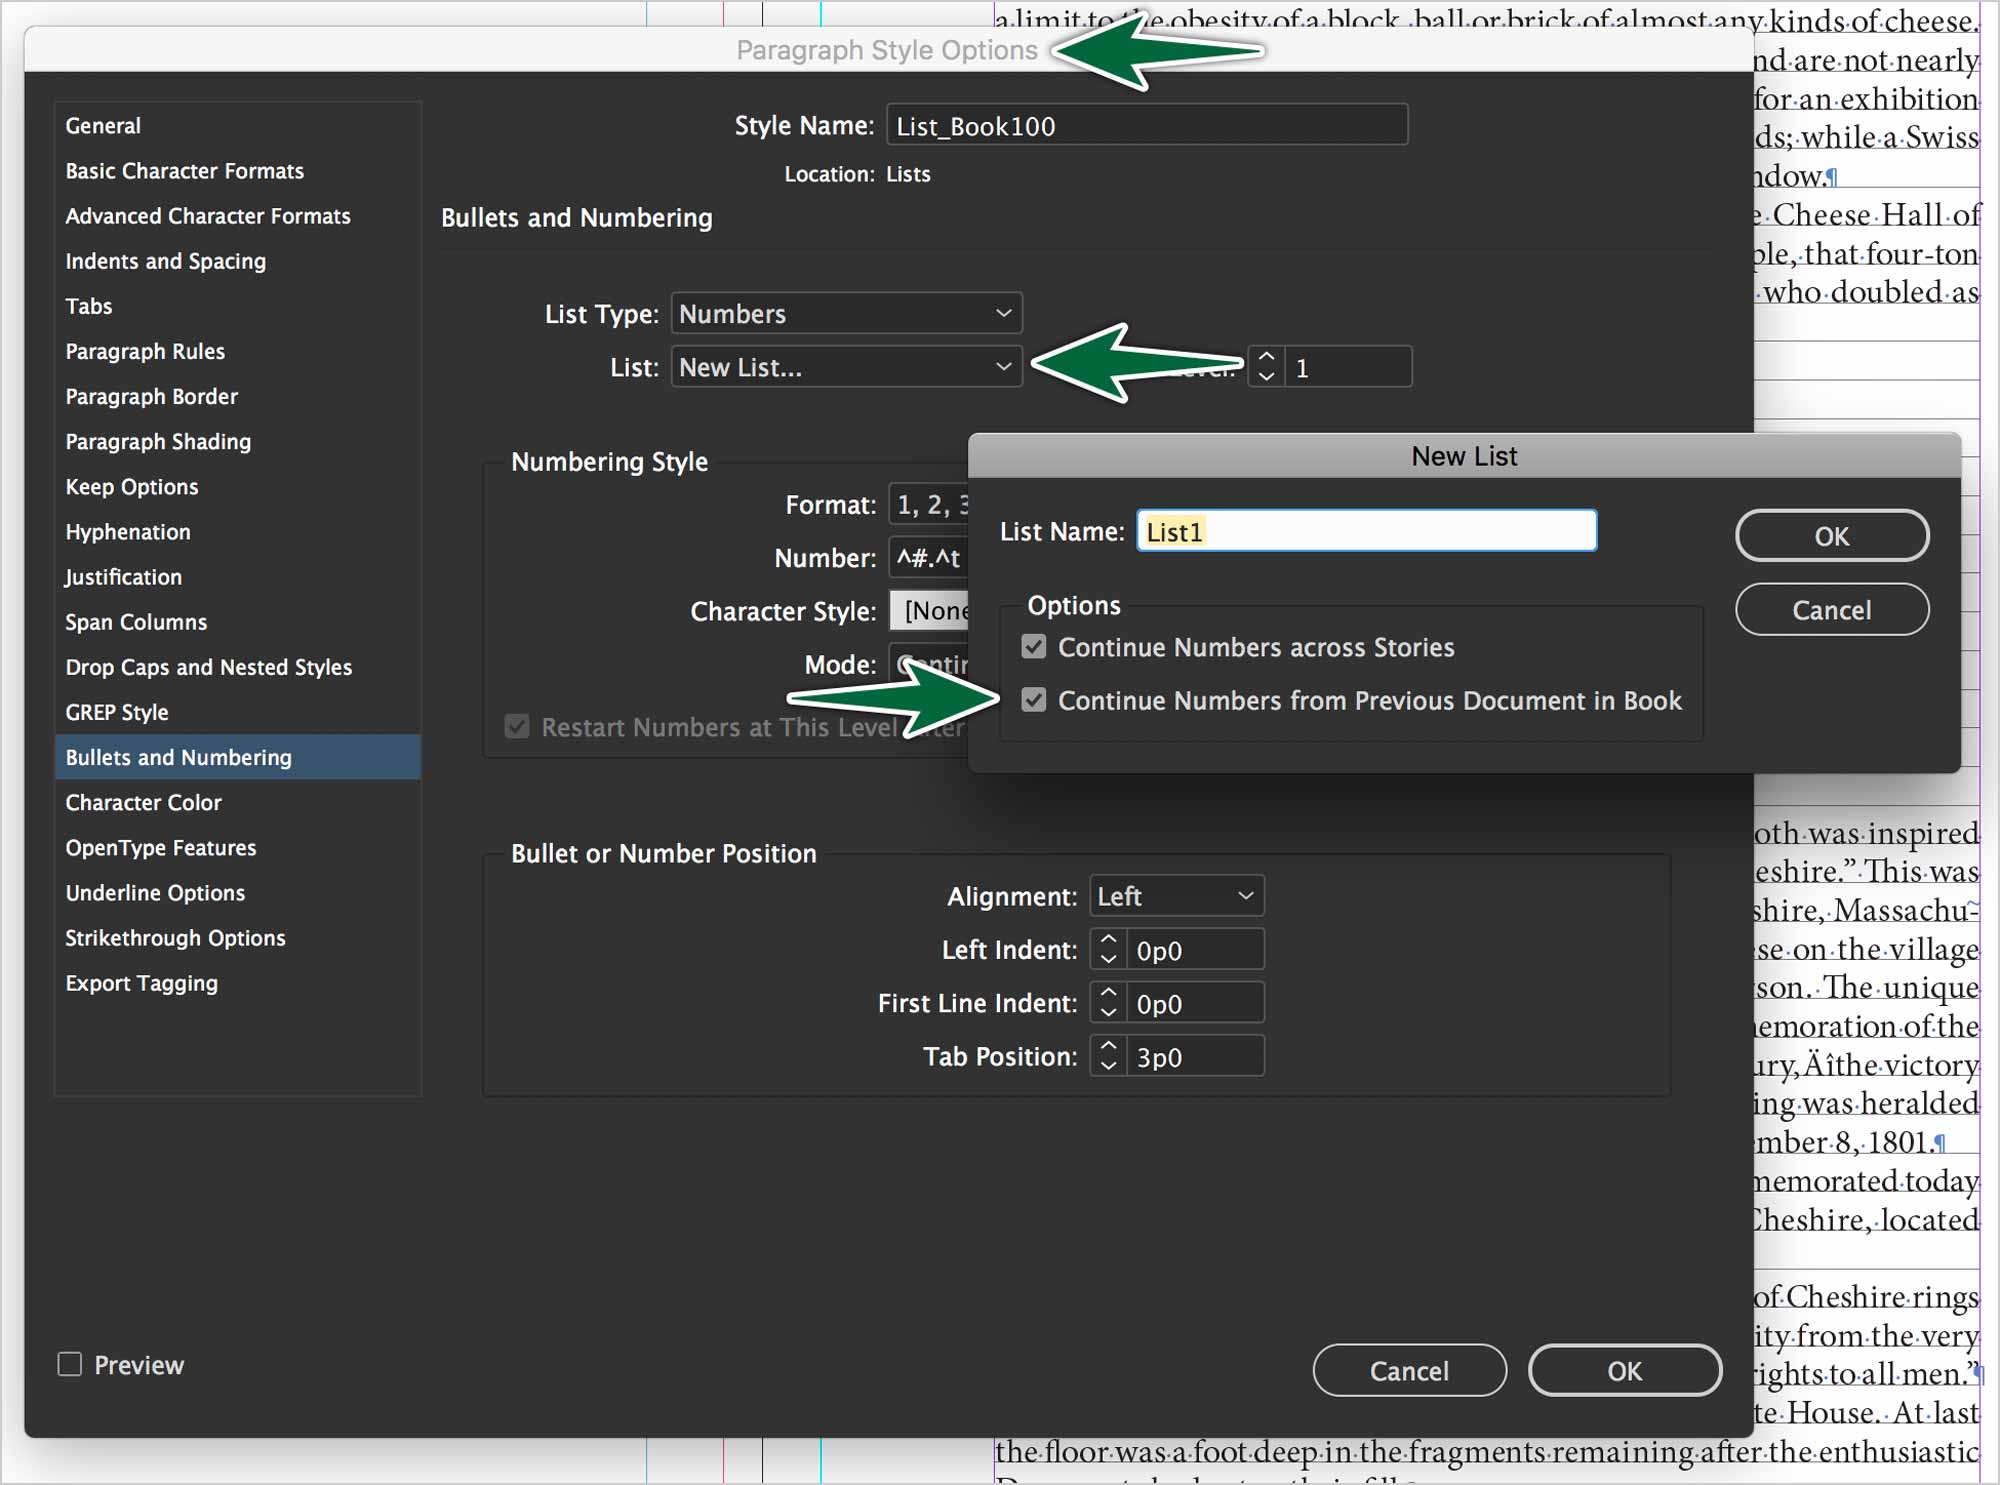 a limit to the obesity of a block, ball or brick of almost any kinds of cheese.
Paragraph Style Options
nd are not nearly
for an exhibition
ds; while a Swiss
ndow.¶
e Cheese Hall of
ple, that four-ton
who doubled as
General
Basic Character Formats
Advanced Character Formats
Indents and Spacing
Tabs
Paragraph Rules
Paragraph Border
Paragraph Shading
Keep Options
Hyphenation
Justification
Span Columns
Drop Caps and Nested Styles
GREP Style
Bullets and Numbering
Character Color
OpenType Features
Underline Options
Strikethrough Options
Export Tagging
Style Name: List_Book100
Location: Lists
Bullets and Numbering
List Type: Numbers
List: New List...
Level: 1
Numbering Style
Format: 1, 2, 3
Number: ^#.^t
Character Style: [None
Mode: Contin
Restart Numbers at This Level After:
New List
List Name: List1
OK
Cancel
Options
Continue Numbers across Stories
Continue Numbers from Previous Document in Book
Bullet or Number Position
Alignment: Left
Left Indent: 0p0
First Line Indent: 0p0
Tab Position: 3p0
Preview
Cancel
OK
oth was inspired
eshire.” This was
shire, Massachu-
se on the village
son. The unique
emoration of the
ury,Äîthe victory
ing was heralded
ember 8, 1801.¶
memorated today
Cheshire, located
of Cheshire rings
ity from the very
rights to all men.”¶
te House. At last
the floor was a foot deep in the fragments remaining after the enthusiastic